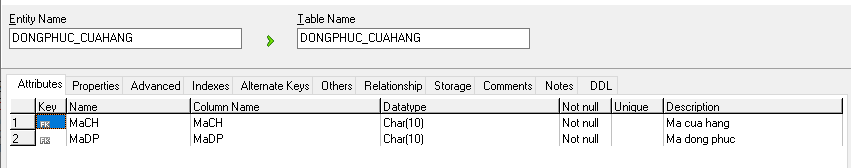 Entity Name Table Name
DONGPHUC_CUAHANG DONGPHUC_CUAHANG
Attributes Properties Advanced Indexes Alternate Keys Others Relationship Storage Comments Notes DDL
Key Name Column Name Datatype Not null Unique Description
1 FK MaCH MaCH Char(10) Not null Ma cua hang
2 FK MaDP MaDP Char(10) Not null Ma dong phuc